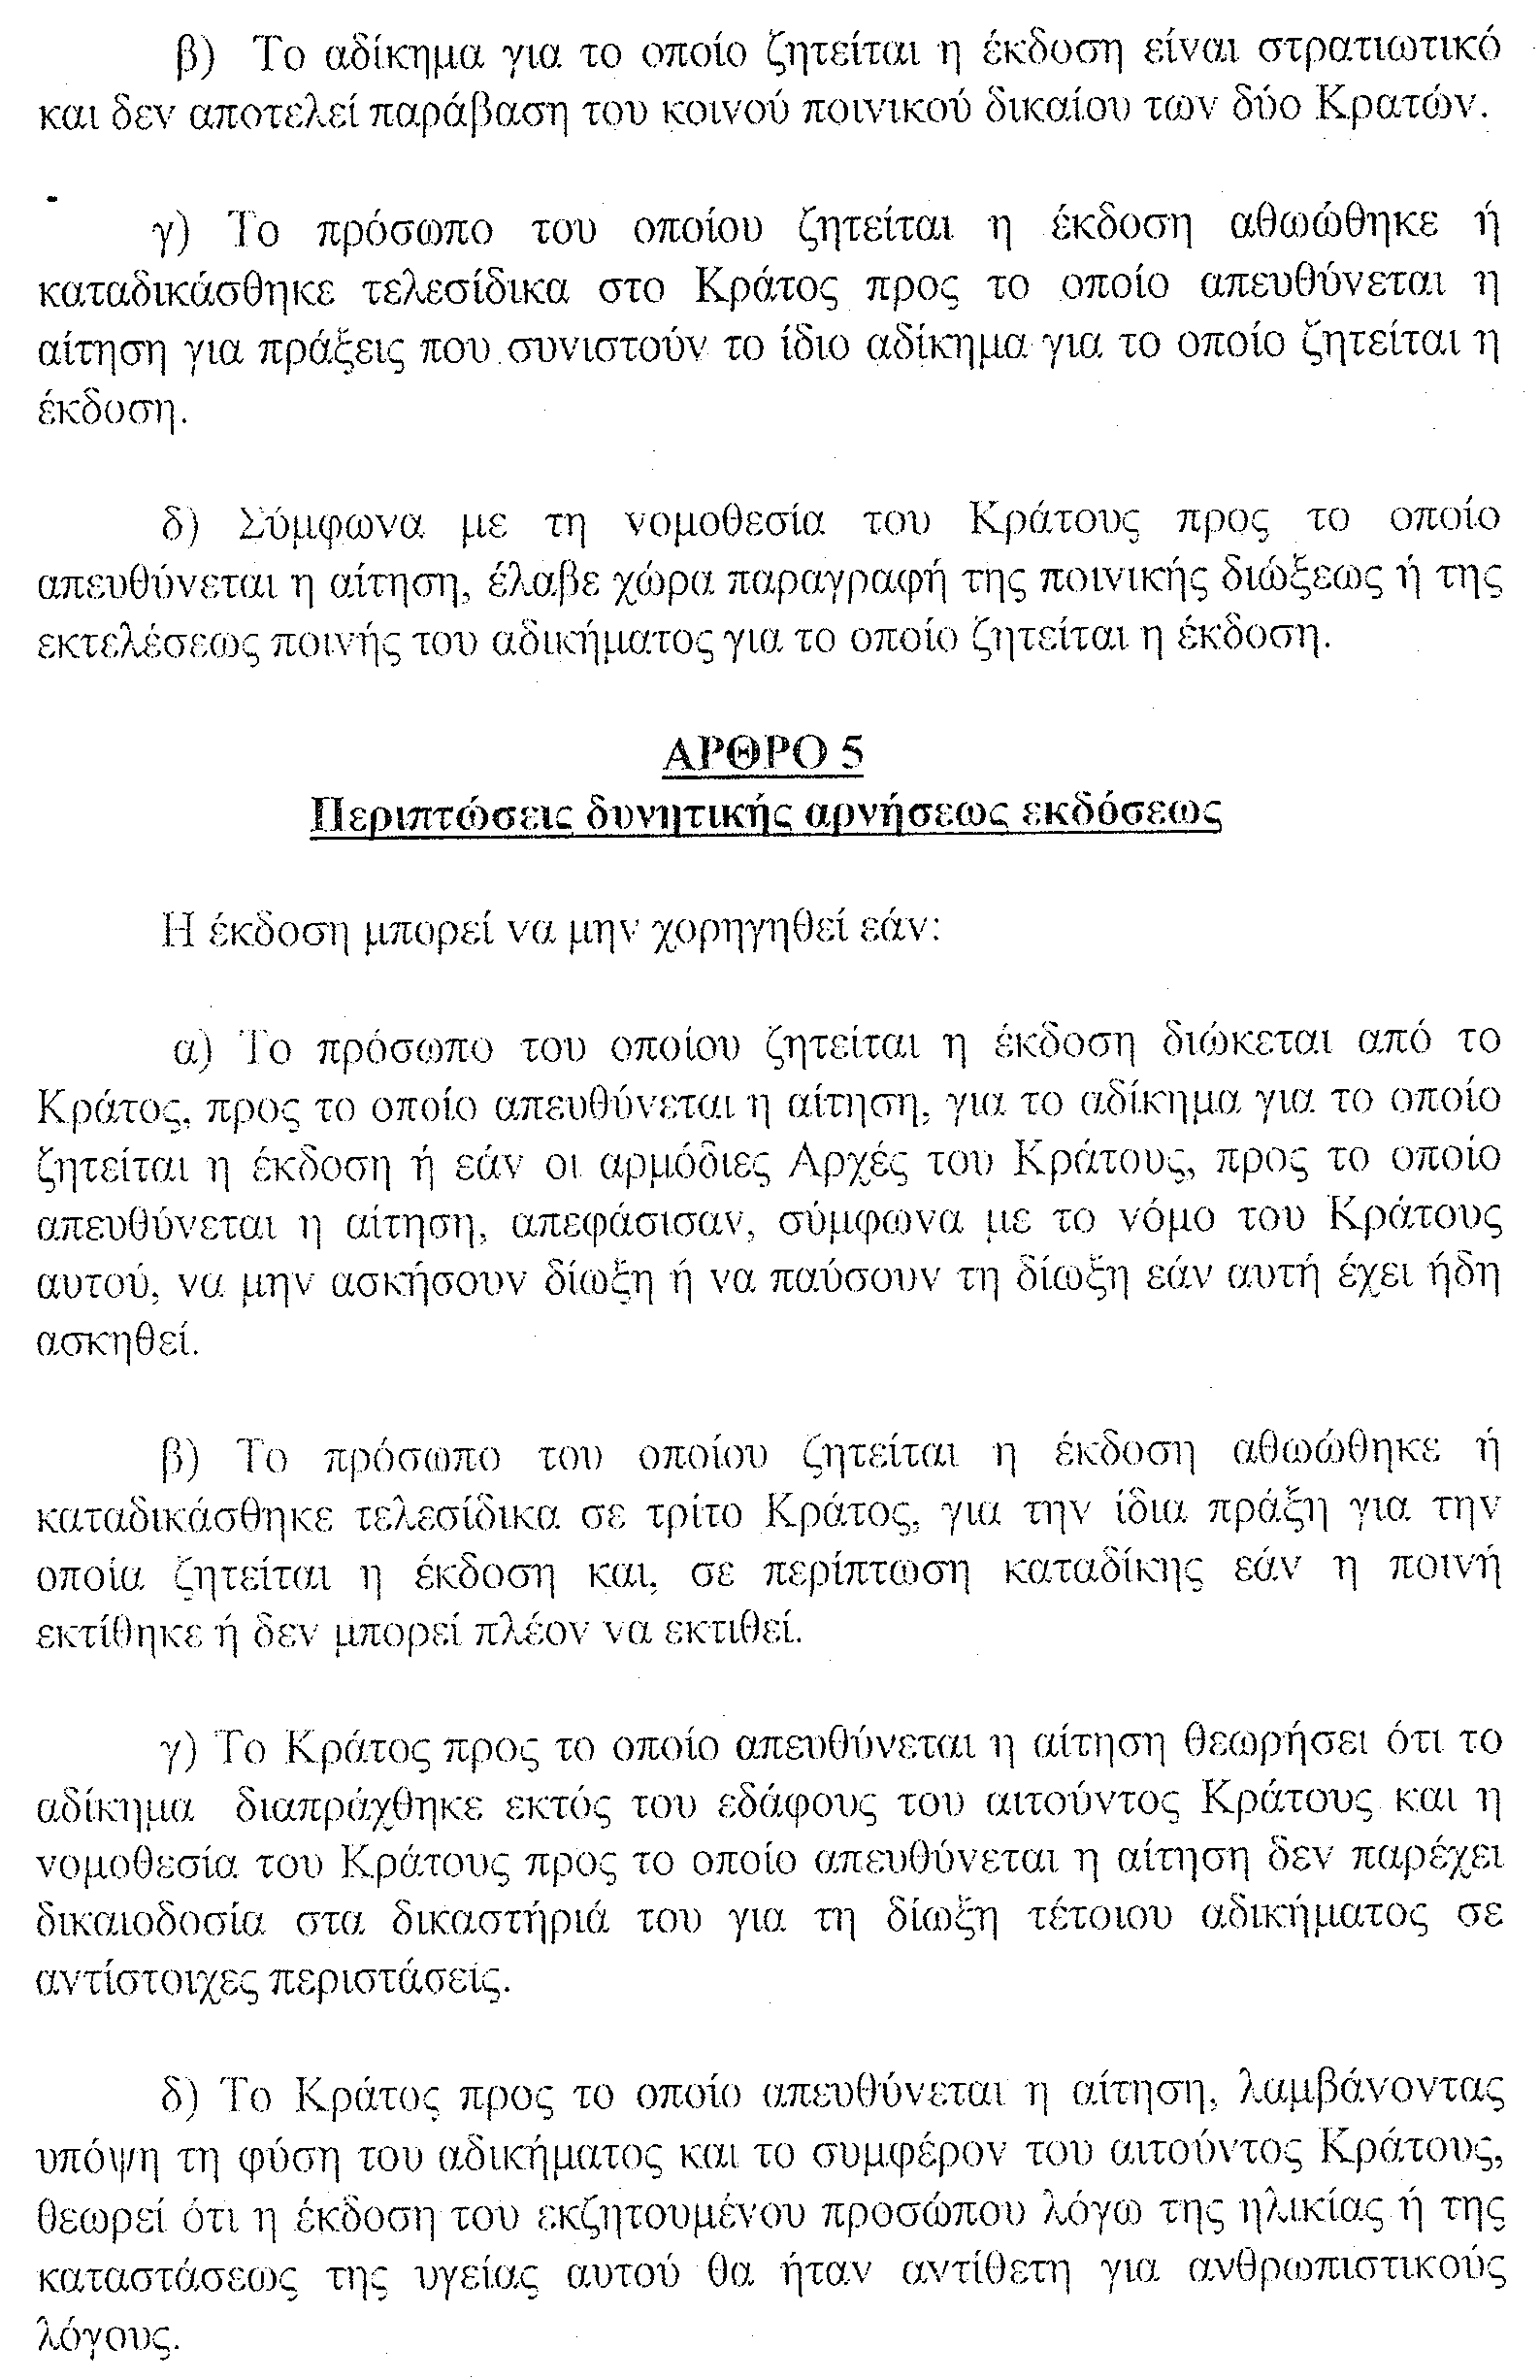 β) Το αδίκημα για το οποίο ζητείται η έκδοση είναι στρατιωτικό
και δεν αποτελεί παράβαση του κοινού ποινικού δικαίου των δύο Κρατών.
γ) Το πρόσωπο του οποίου ζητείται η έκδοση αθωώθηκε ή
καταδικάσθηκε τελεσίδικα στο Κράτος προς το οποίο απευθύνεται η
αίτηση για πράξεις που συνιστούν το ίδιο αδίκημα για το οποίο ζητείται η
έκδοση.
δ) Σύμφωνα με τη νομοθεσία του Κράτους προς το οποίο
απευθύνεται η αίτηση, έλαβε χώρα παραγραφή της ποινικής διώξεως ή της
εκτελέσεως ποινής του αδικήματος για το οποίο ζητείται η έκδοση.
ΑΡΘΡΟ 5
Περιπτώσεις δυνητικής αρνήσεως εκδόσεως
Η έκδοση μπορεί να μην χορηγηθεί εάν:
α) Το πρόσωπο του οποίου ζητείται η έκδοση διώκεται από το
Κράτος, προς το οποίο απευθύνεται η αίτηση, για το αδίκημα για το οποίο
ζητείται η έκδοση ή εάν οι αρμόδιες Αρχές του Κράτους, προς το οποίο
απευθύνεται η αίτηση, απεφάσισαν, σύμφωνα με το νόμο του Κράτους
αυτού, να μην ασκήσουν δίωξη ή να παύσουν τη δίωξη εάν αυτή έχει ήδη
ασκηθεί.
β) Το πρόσωπο του οποίου ζητείται η έκδοση αθωώθηκε ή
καταδικάσθηκε τελεσίδικα σε τρίτο Κράτος, για την ίδια πράξη για την
οποία ζητείται η έκδοση και, σε περίπτωση καταδίκης εάν η ποινή
εκτίθηκε ή δεν μπορεί πλέον να εκτιθεί.
γ) Το Κράτος προς το οποίο απευθύνεται η αίτηση θεωρήσει ότι το
αδίκημα διαπράχθηκε εκτός του εδάφους του αιτούντος Κράτους και η
νομοθεσία του Κράτους προς το οποίο απευθύνεται η αίτηση δεν παρέχει
δικαιοδοσία στα δικαστήριά του για τη δίωξη τέτοιου αδικήματος σε
αντίστοιχες περιστάσεις.
δ) Το Κράτος προς το οποίο απευθύνεται η αίτηση, λαμβάνοντας
υπόψη τη φύση του αδικήματος και το συμφέρον του αιτούντος Κράτους,
θεωρεί ότι η έκδοση του εκζητουμένου προσώπου λόγω της ηλικίας ή της
καταστάσεως της υγείας αυτού θα ήταν αντίθετη για ανθρωπιστικούς
λόγους.